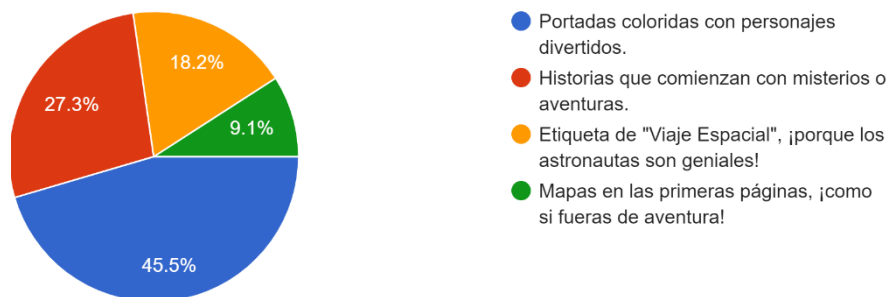 18.2%
27.3%
9.1%
45.5%
Portadas coloridas con personajes
divertidos.
Historias que comienzan con misterios o
aventuras.
Etiqueta de "Viaje Espacial", ¡porque los
astronautas son geniales!
Mapas en las primeras páginas, ¡como
si fueras de aventura!